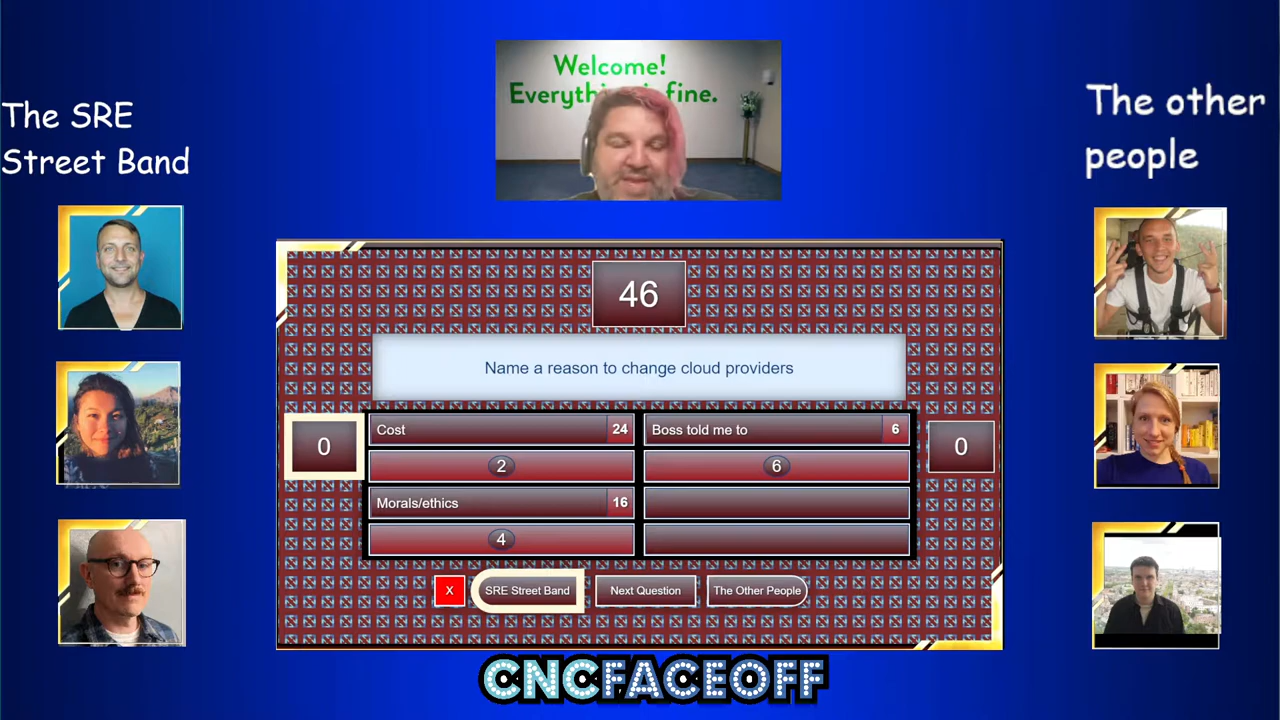 Welcome!
Everything is fine.
The SRE
Street Band
The other
people
46
Name a reason to change cloud providers
0
Cost 24
Boss told me to 6
0
2
6
Morals/ethics 16
4
X
SRE Street Band
Next Question
The Other People
CNCFACEOFF